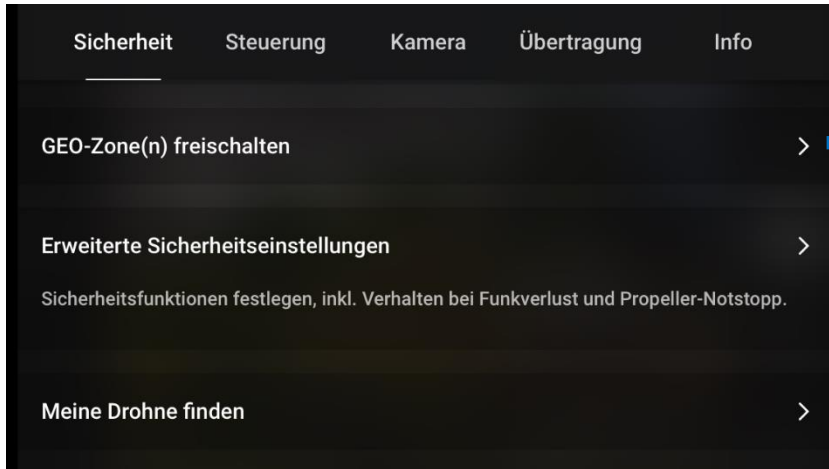 Sicherheit Steuerung Kamera Übertragung Info
GEO-Zone(n) freischalten
Erweiterte Sicherheitseinstellungen
Sicherheitsfunktionen festlegen, inkl. Verhalten bei Funkverlust und Propeller-Notstopp.
Meine Drohne finden